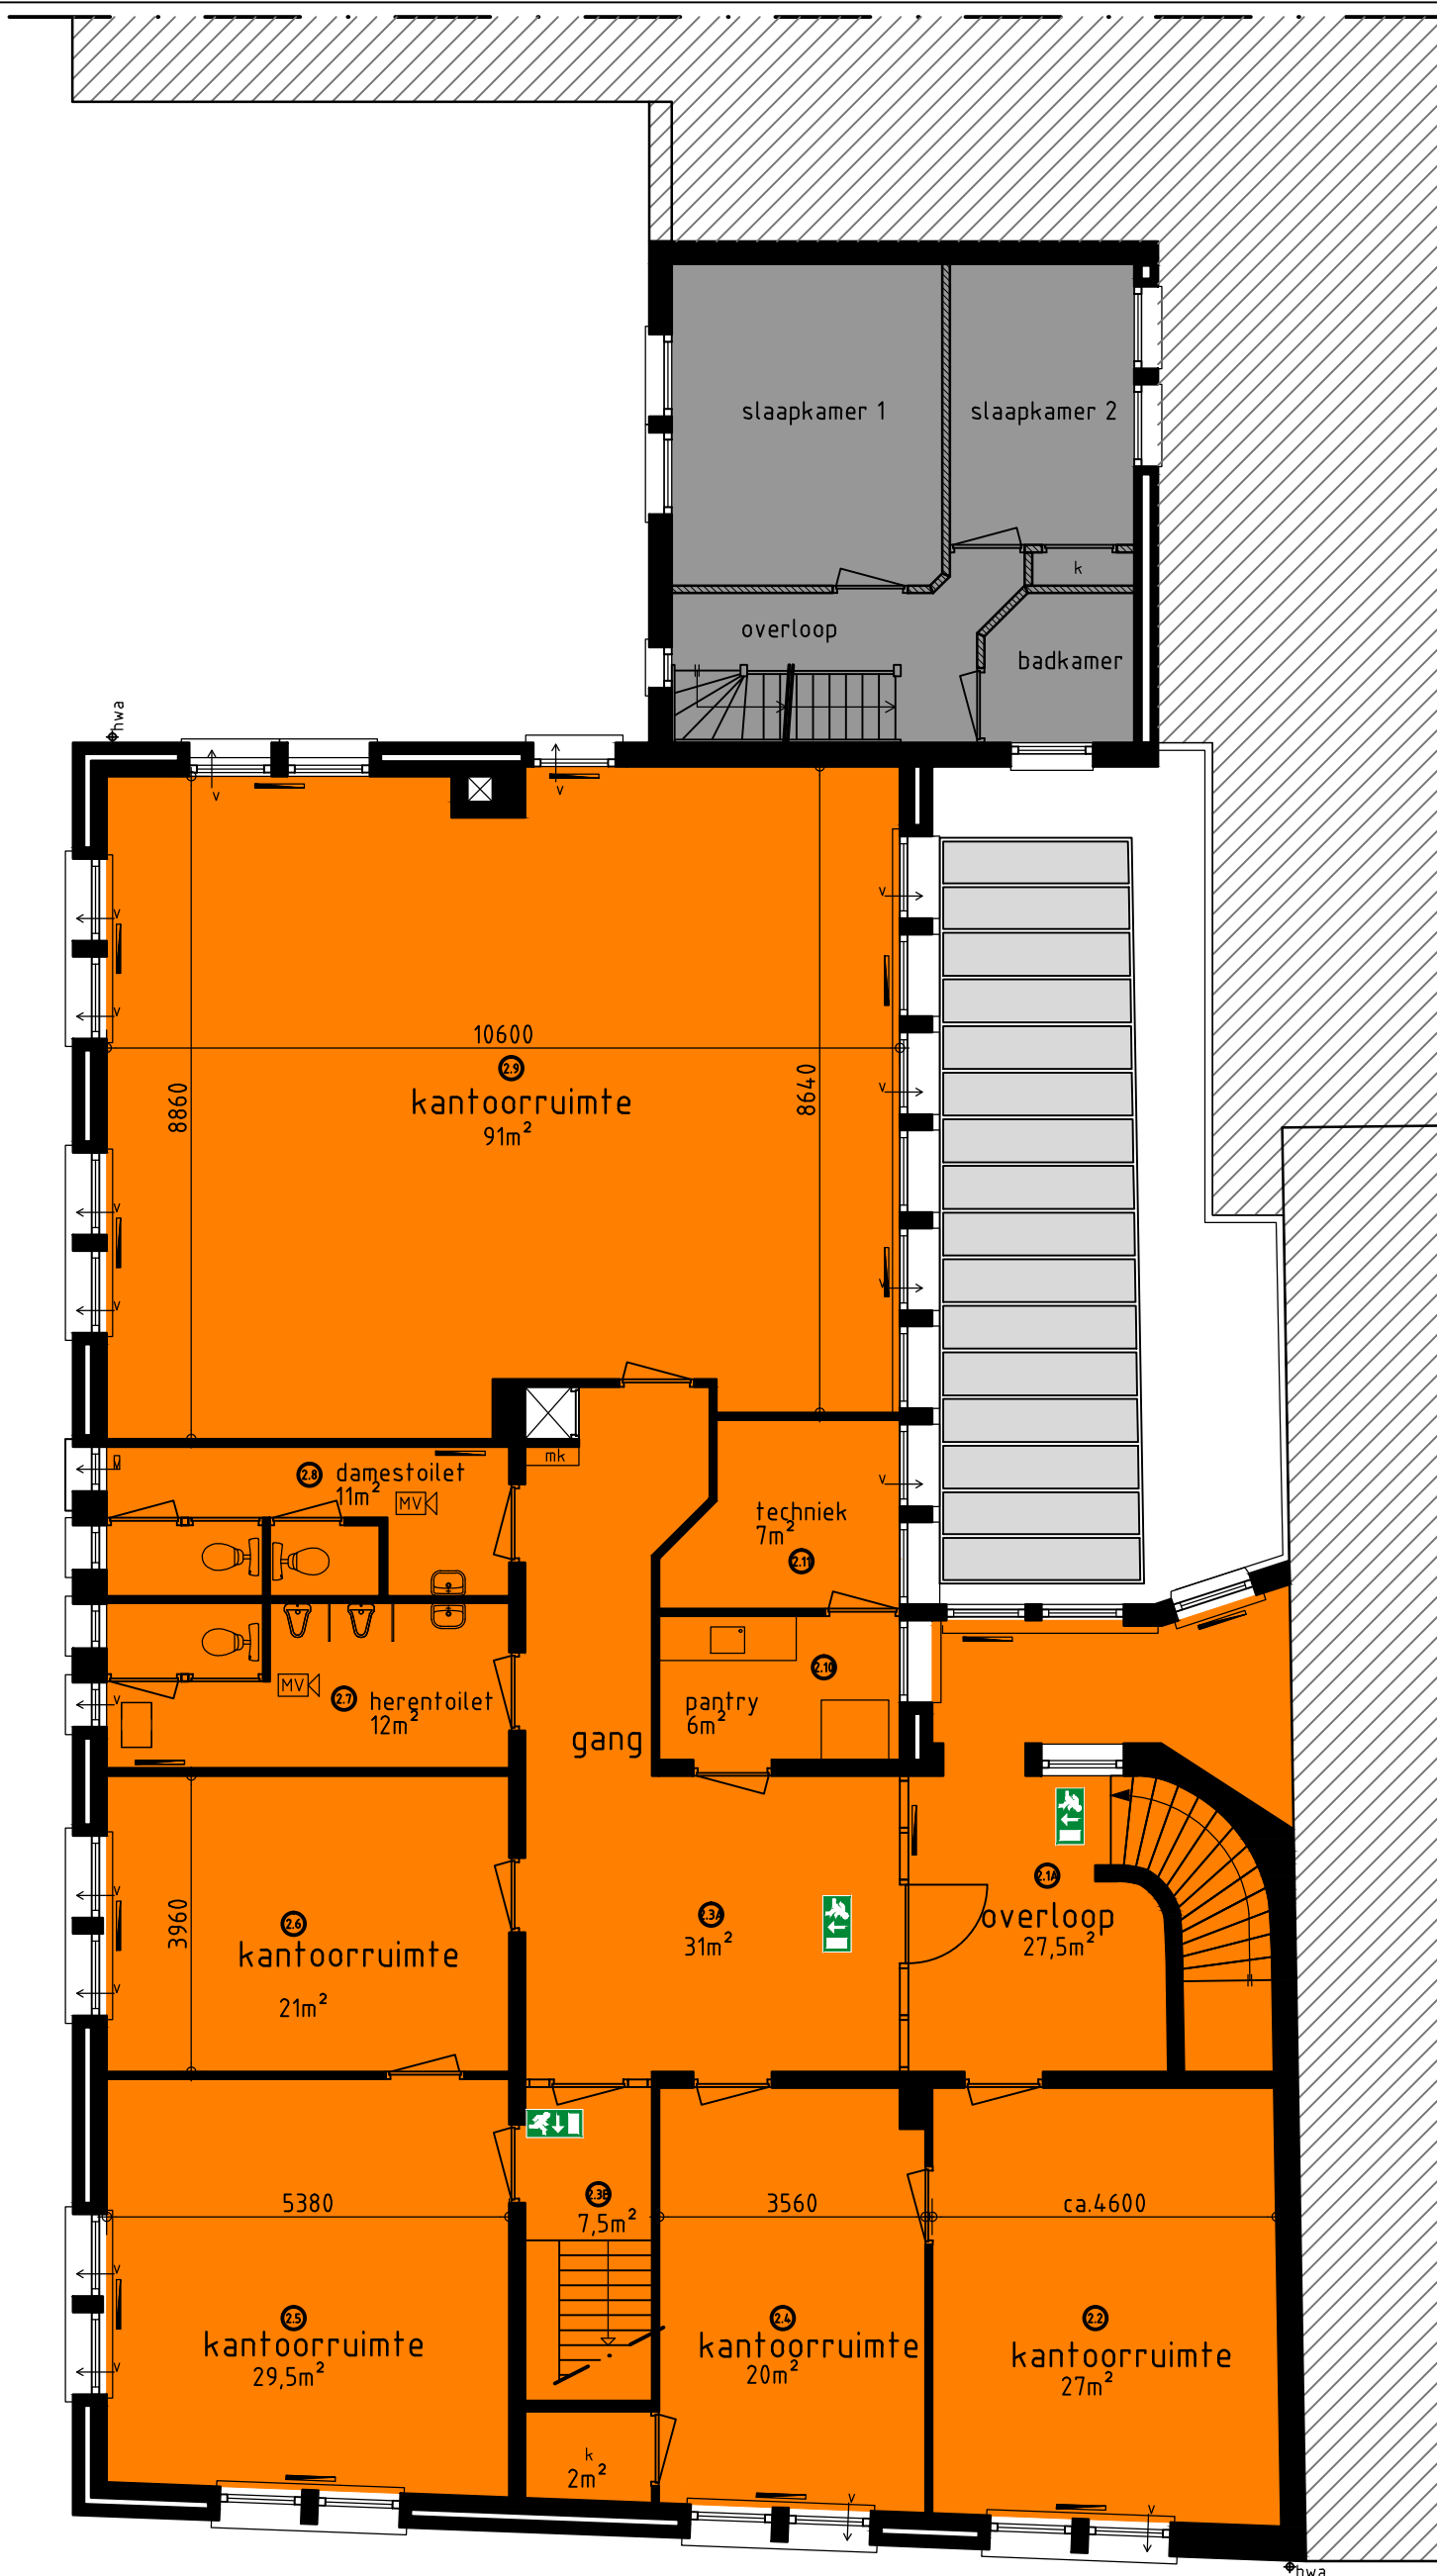 slaapkamer 1
slaapkamer 2
k
overloop
badkamer
hwa
v
v
v
v
v
10600
2.9
kantoorruimte
91m²
8860
8640
v
v
v
v
v
mk
2.8
damestoilet
11m²
MV
v
v
techniek
7m²
2.11
2.10
pantry
6m²
MV
2.7
herentoilet
12m²
v
gang
2.1A
overloop
27,5m²
2.3A
31m²
v
v
3960
2.6
kantoorruimte
21m²
2.3B
7,5m²
5380
3560
ca.4600
v
v
2.5
kantoorruimte
29,5m²
2.4
kantoorruimte
20m²
2.2
kantoorruimte
27m²
k
2m²
v
v
hwa